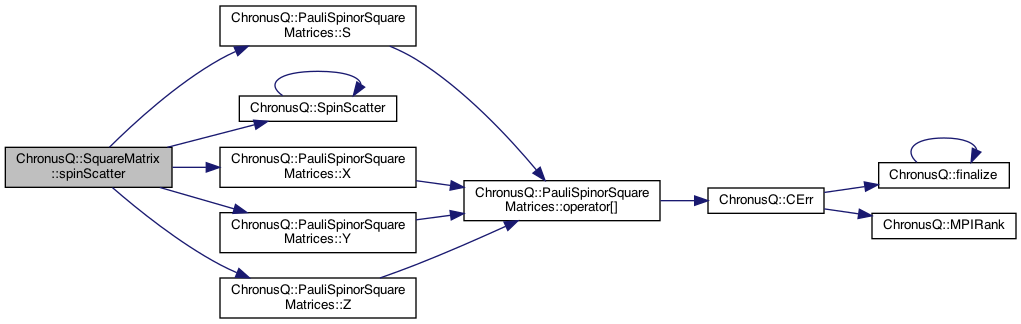 ChronusQ::SquareMatrix
::spinScatter
ChronusQ::PauliSpinorSquare
Matrices::S
ChronusQ::SpinScatter
ChronusQ::PauliSpinorSquare
Matrices::X
ChronusQ::PauliSpinorSquare
Matrices::Y
ChronusQ::PauliSpinorSquare
Matrices::Z
ChronusQ::PauliSpinorSquare
Matrices::operator[]
ChronusQ::CErr
ChronusQ::finalize
ChronusQ::MPIRank